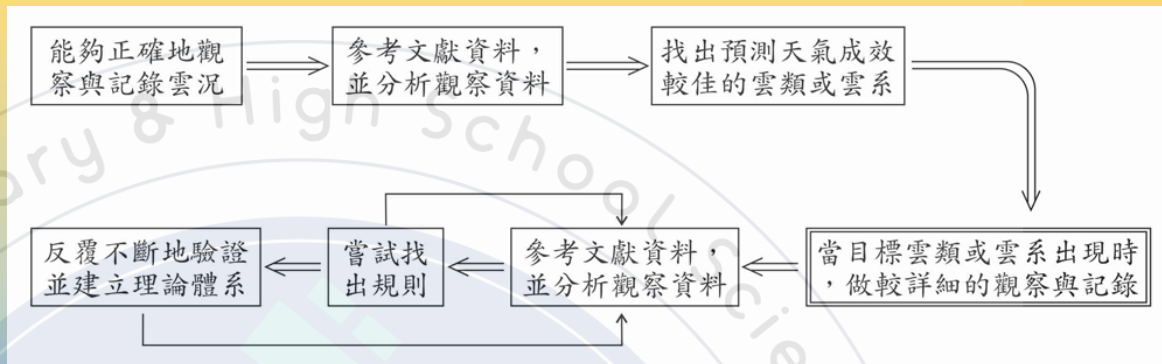 能夠正確地觀
察與記錄雲況
參考文獻資料，
並分析觀察資料
找出預測天氣成效
較佳的雲類或雲系
當目標雲類或雲系出現時
，做較詳細的觀察與記錄
參考文獻資料，
並分析觀察資料
嘗試找
出規則
反覆不斷地驗證
並建立理論體系
ary & High School Scie